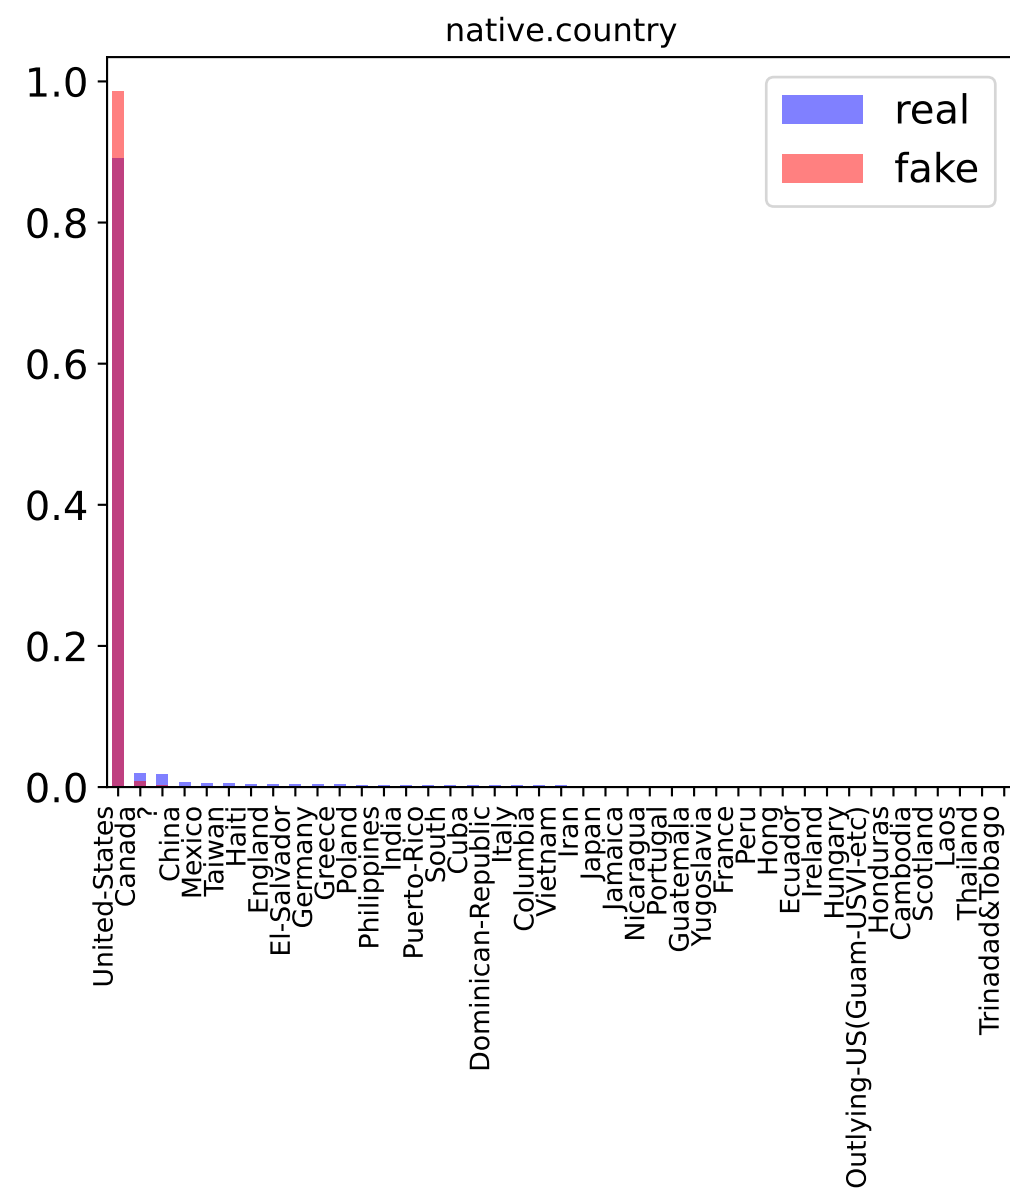 native.country
1.0
0.8
0.6
0.4
0.2
0.0
real
fake
United-States
Canada
?
China
Mexico
Taiwan
Haiti
England
El-Salvador
Germany
Greece
Poland
Philippines
India
Puerto-Rico
South
Cuba
Dominican-Republic
Italy
Columbia
Vietnam
Iran
Japan
Jamaica
Nicaragua
Portugal
Guatemala
Yugoslavia
France
Peru
Hong
Ecuador
Ireland
Hungary
Outlying-US(Guam-USVI-etc)
Honduras
Cambodia
Scotland
Laos
Thailand
Trinadad&Tobago